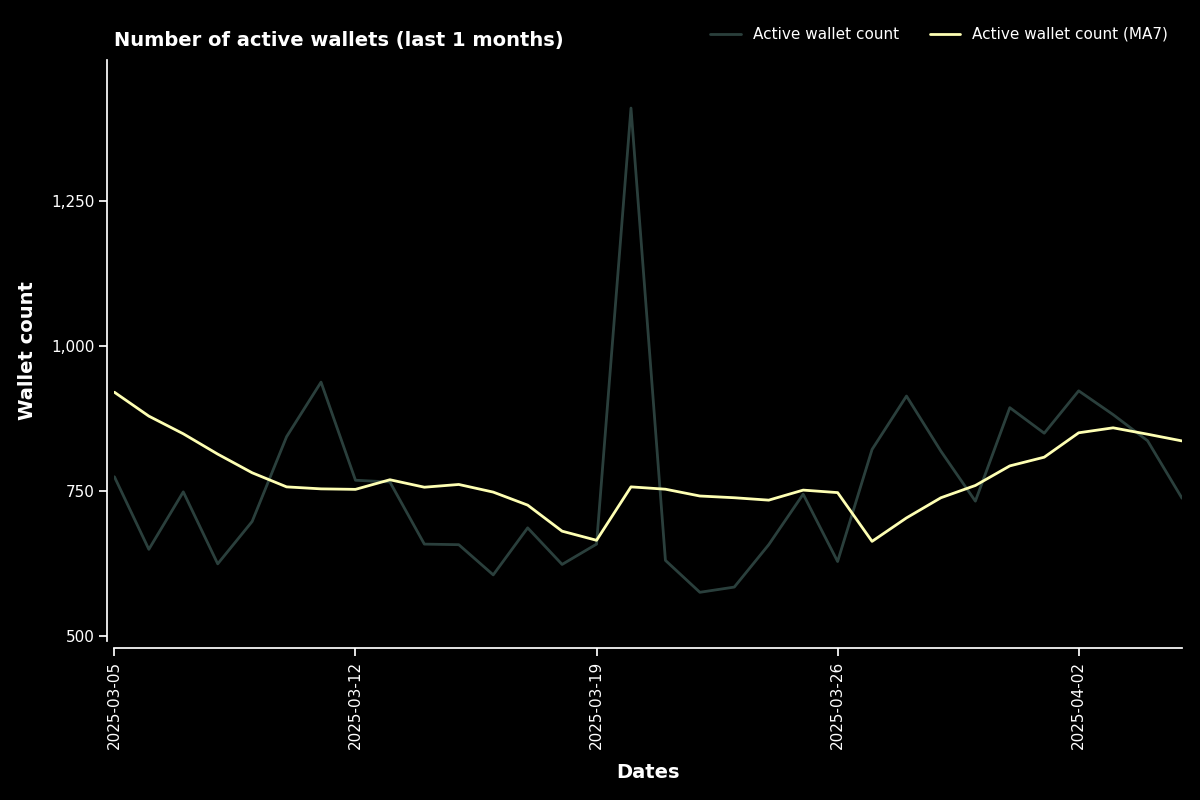 Number of active wallets (last 1 months)
Active wallet count
Active wallet count (MA7)
Wallet count
1,250
1,000
750
500
2025-03-05
2025-03-12
2025-03-19
2025-03-26
2025-04-02
Dates